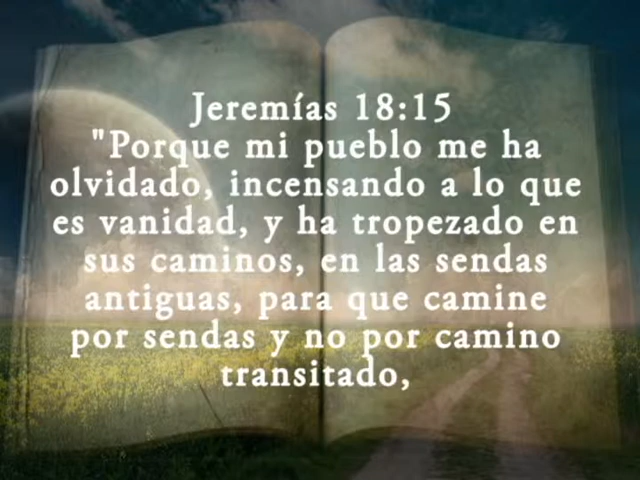 Jeremías 18:15
"Porque mi pueblo me ha
olvidado, incensando a lo que
es vanidad, y ha tropezado en
sus caminos, en las sendas
antiguas, para que camine
por sendas y no por camino
transitado,